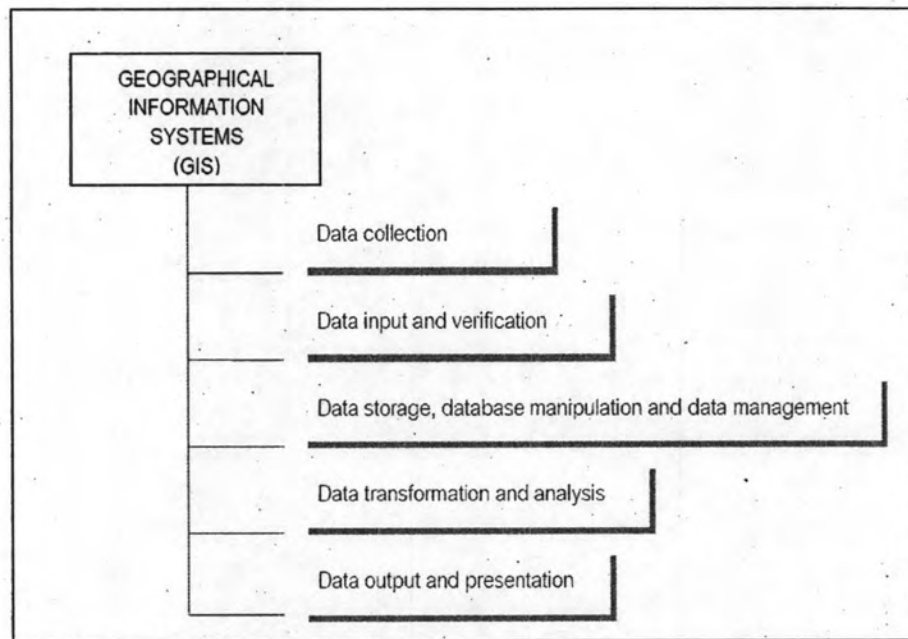 GEOGRAPHICAL
INFORMATION
SYSTEMS
(GIS)
Data collection
Data input and verification
Data storage, database manipulation and data management
Data transformation and analysis
Data output and presentation